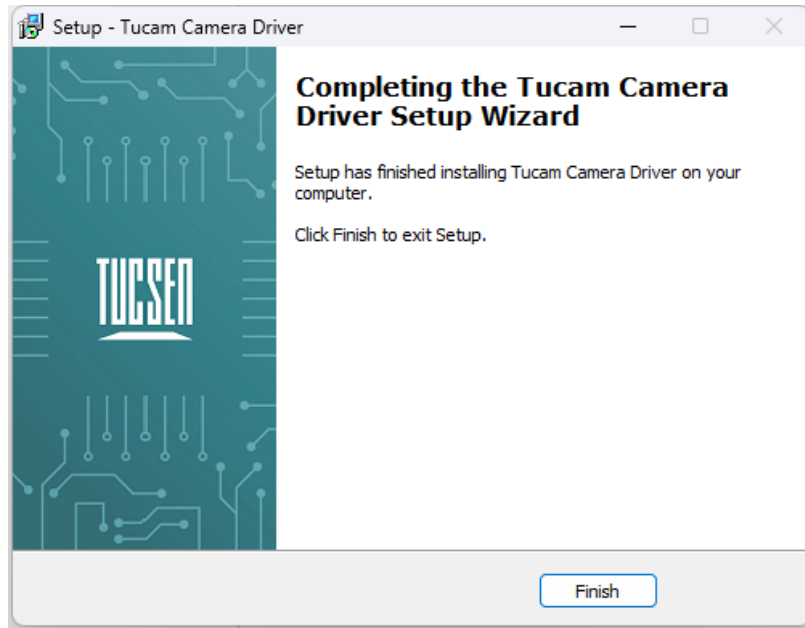 Setup - Tucam Camera Driver
Completing the Tucam Camera
Driver Setup Wizard
Setup has finished installing Tucam Camera Driver on your
computer.
Click Finish to exit Setup.
TUCSEN
Finish